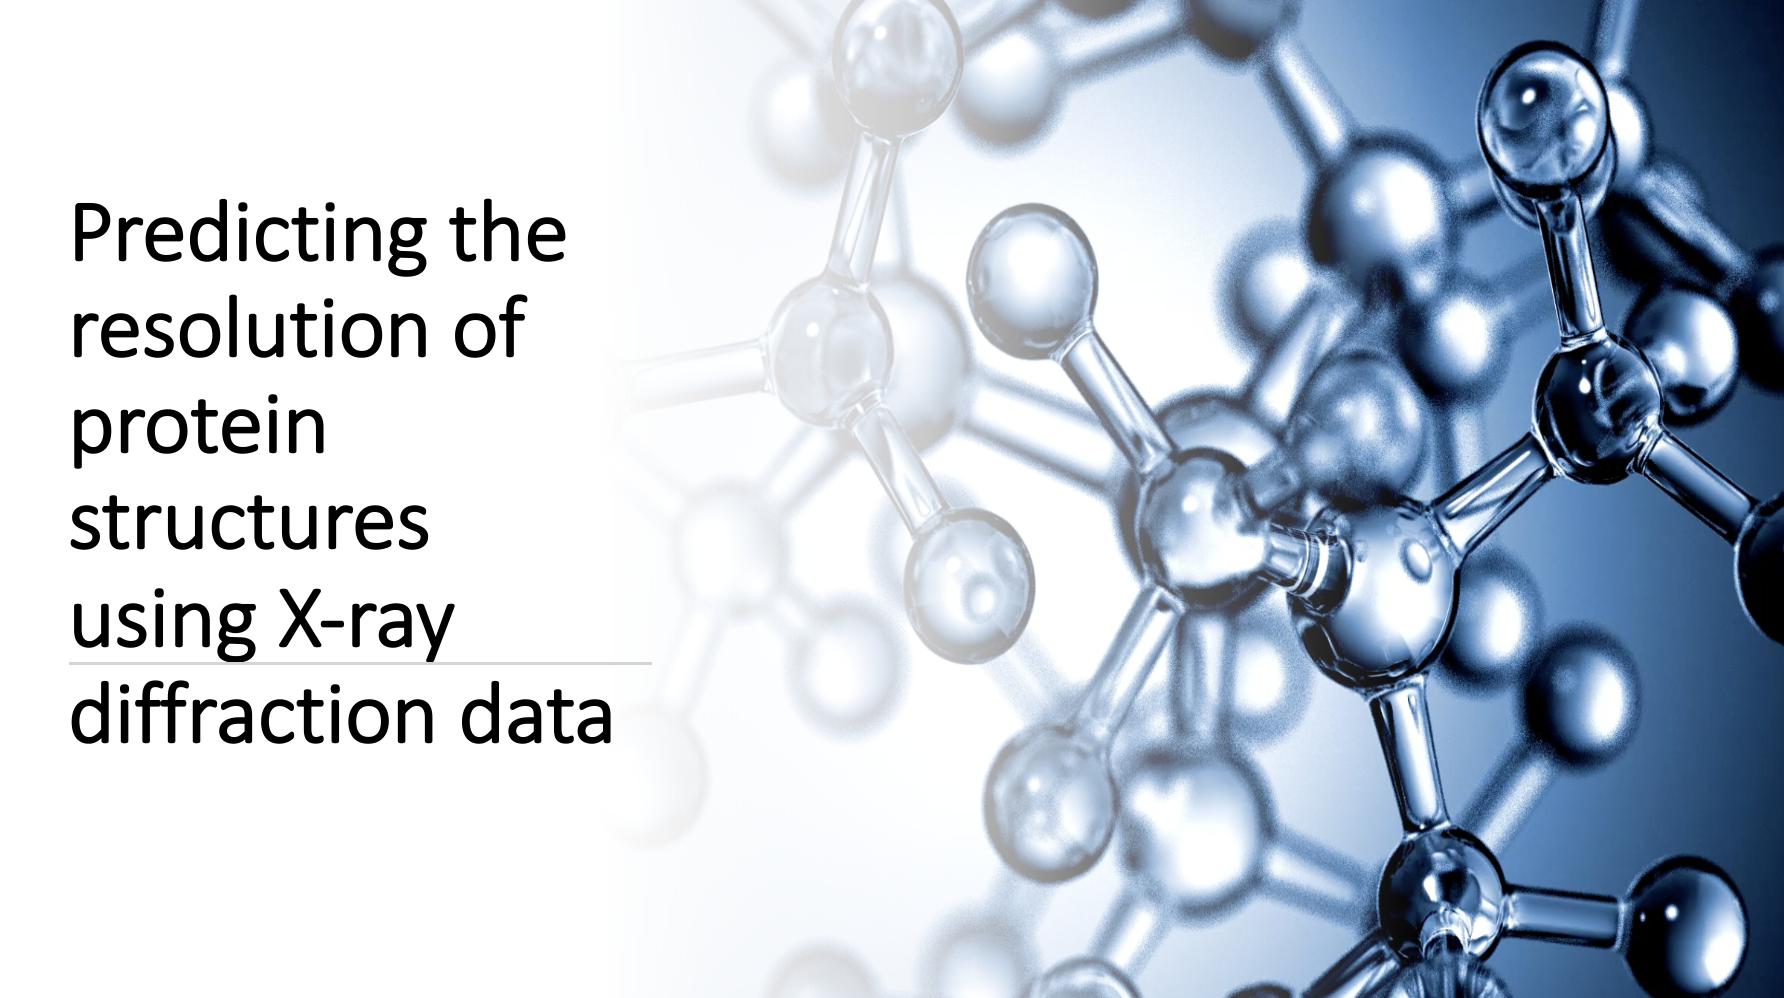 Predicting the
resolution of
protein
structures
using X-ray
diffraction data